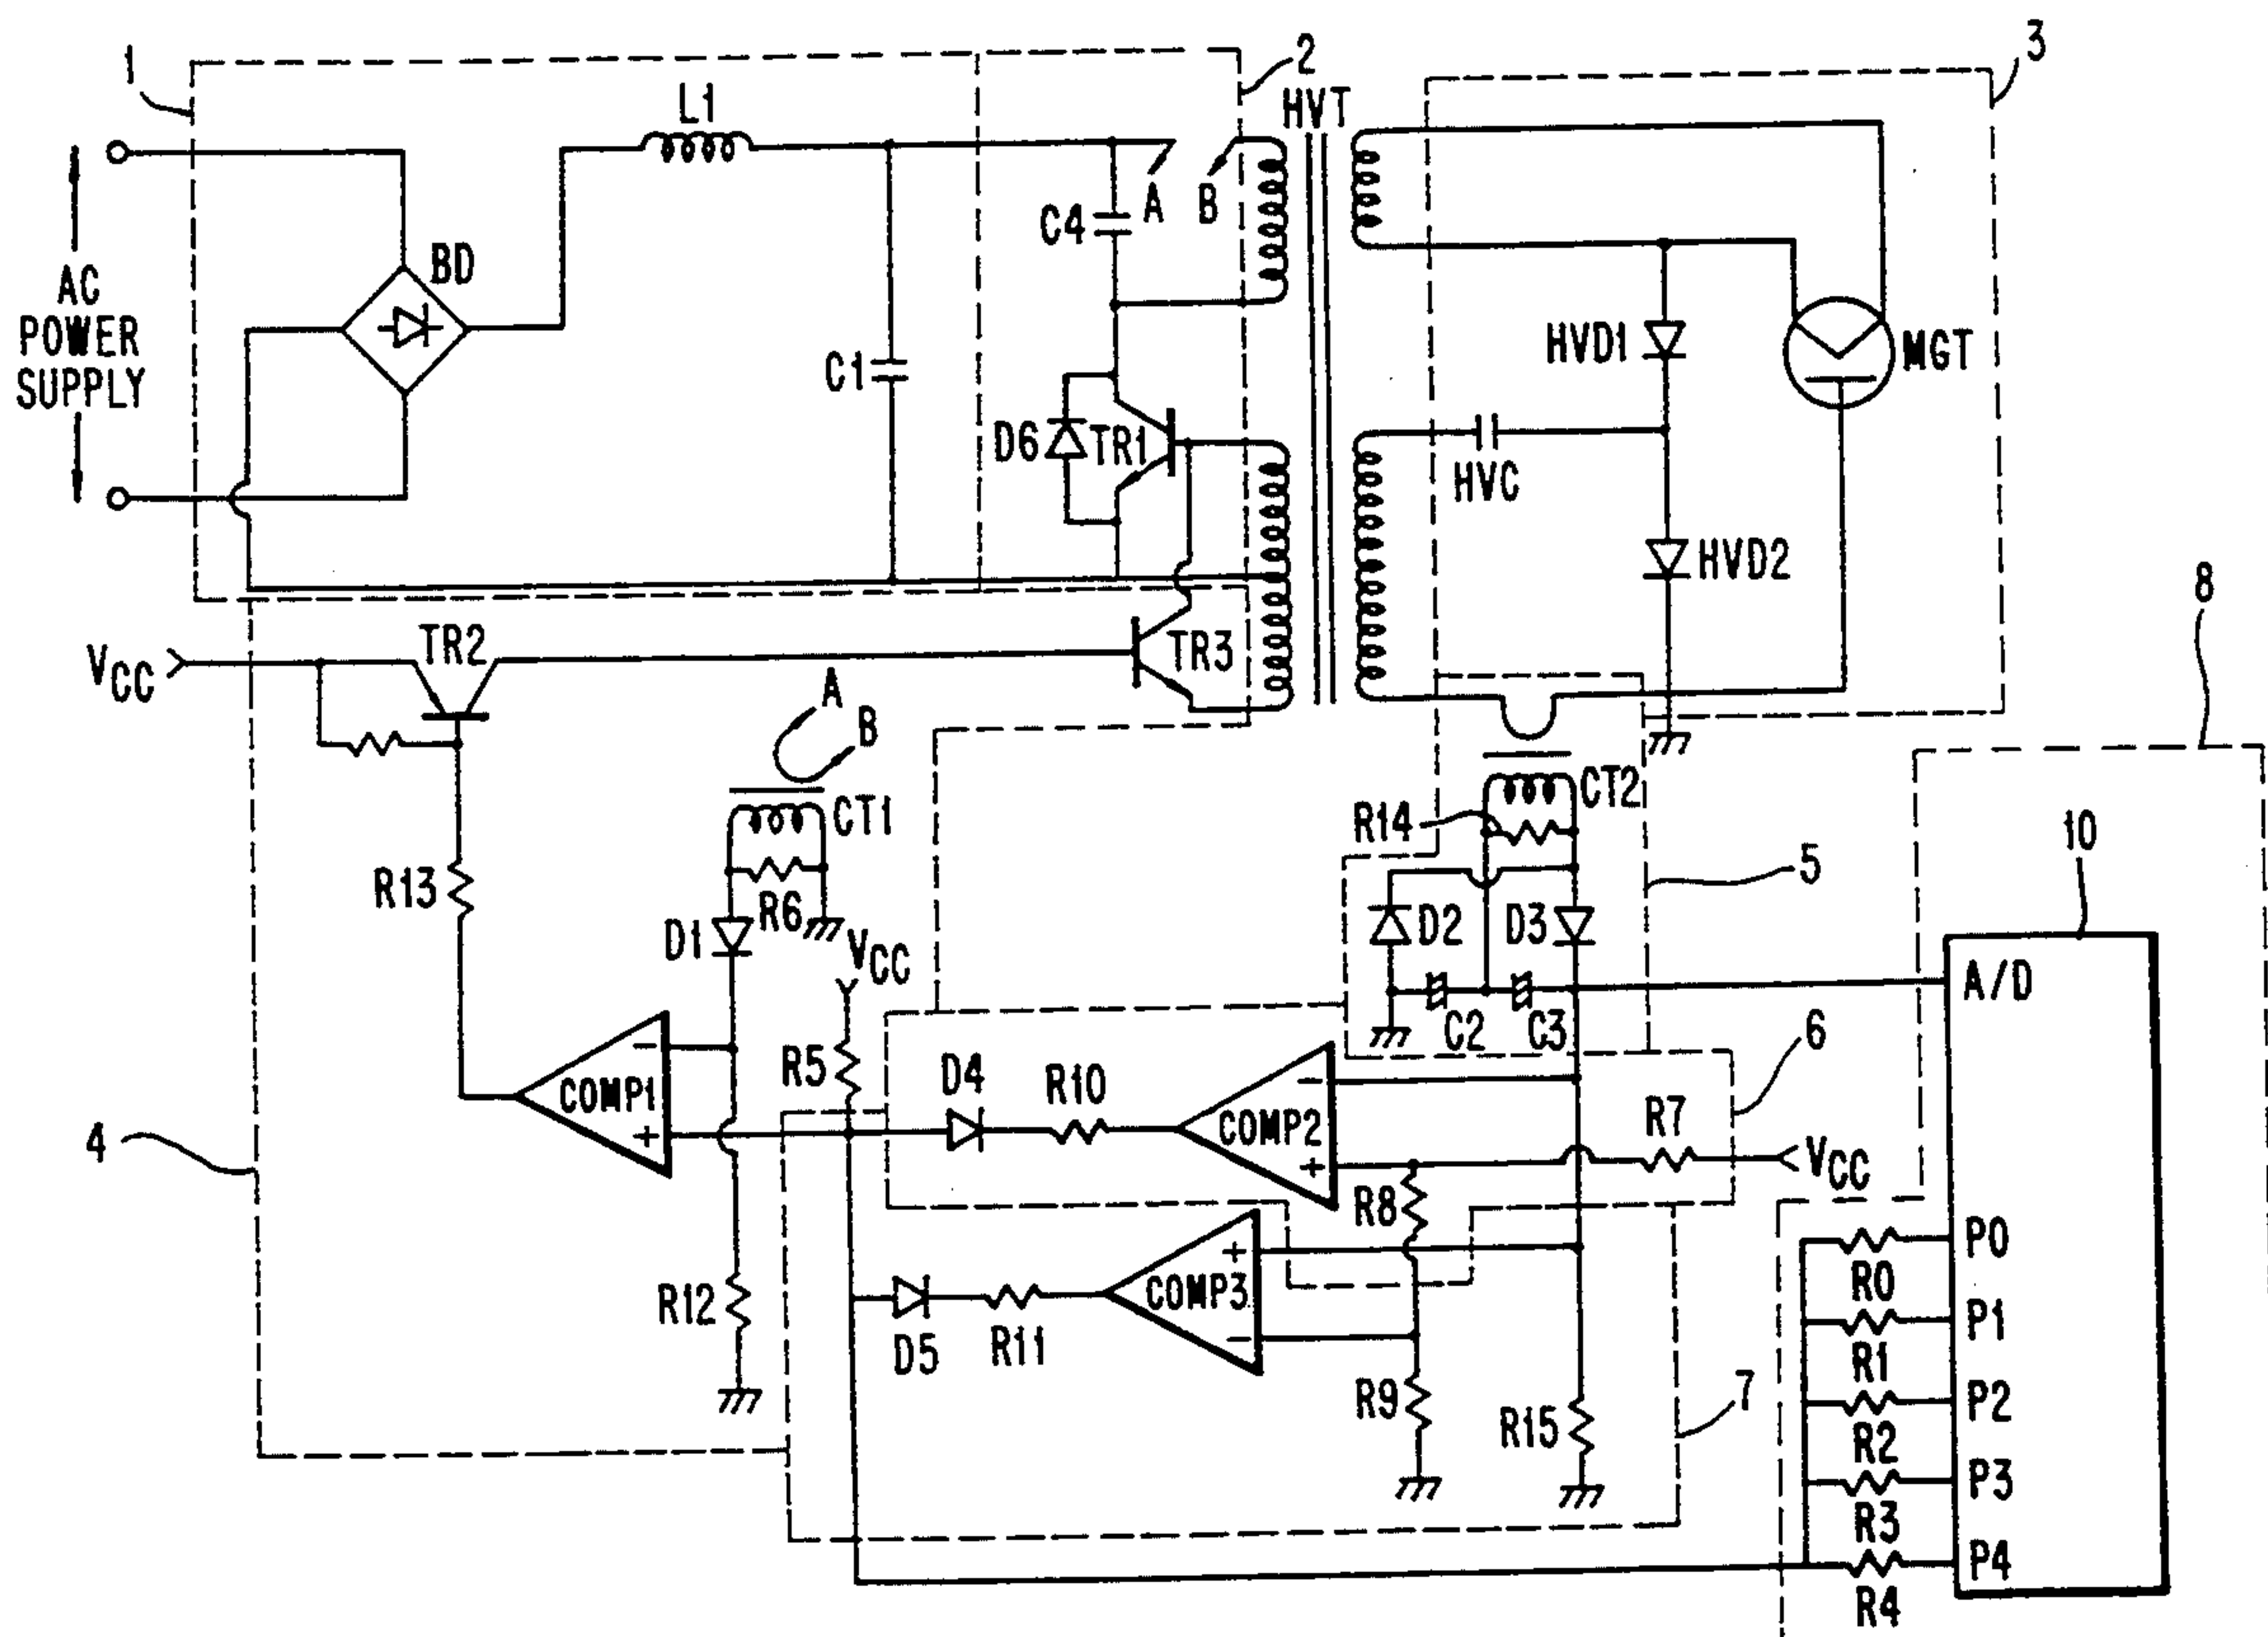 1
2
3
L1
HVT
A
B
C4
BD
AC
POWER
SUPPLY
C1
HVD1
MGT
D6
TR1
HVC
HVD2
8
VCC
TR2
TR3
A
B
CT1
CT2
R14
10
R13
R6
5
D1
VCC
D2
D3
A/D
C2
C3
6
R5
D4
R10
COMP1
−
+
COMP2
−
+
R7
VCC
4
R8
P0
R0
R12
D5
R11
COMP3
+
−
P1
R1
R9
R15
7
P2
R2
P3
R3
P4
R4